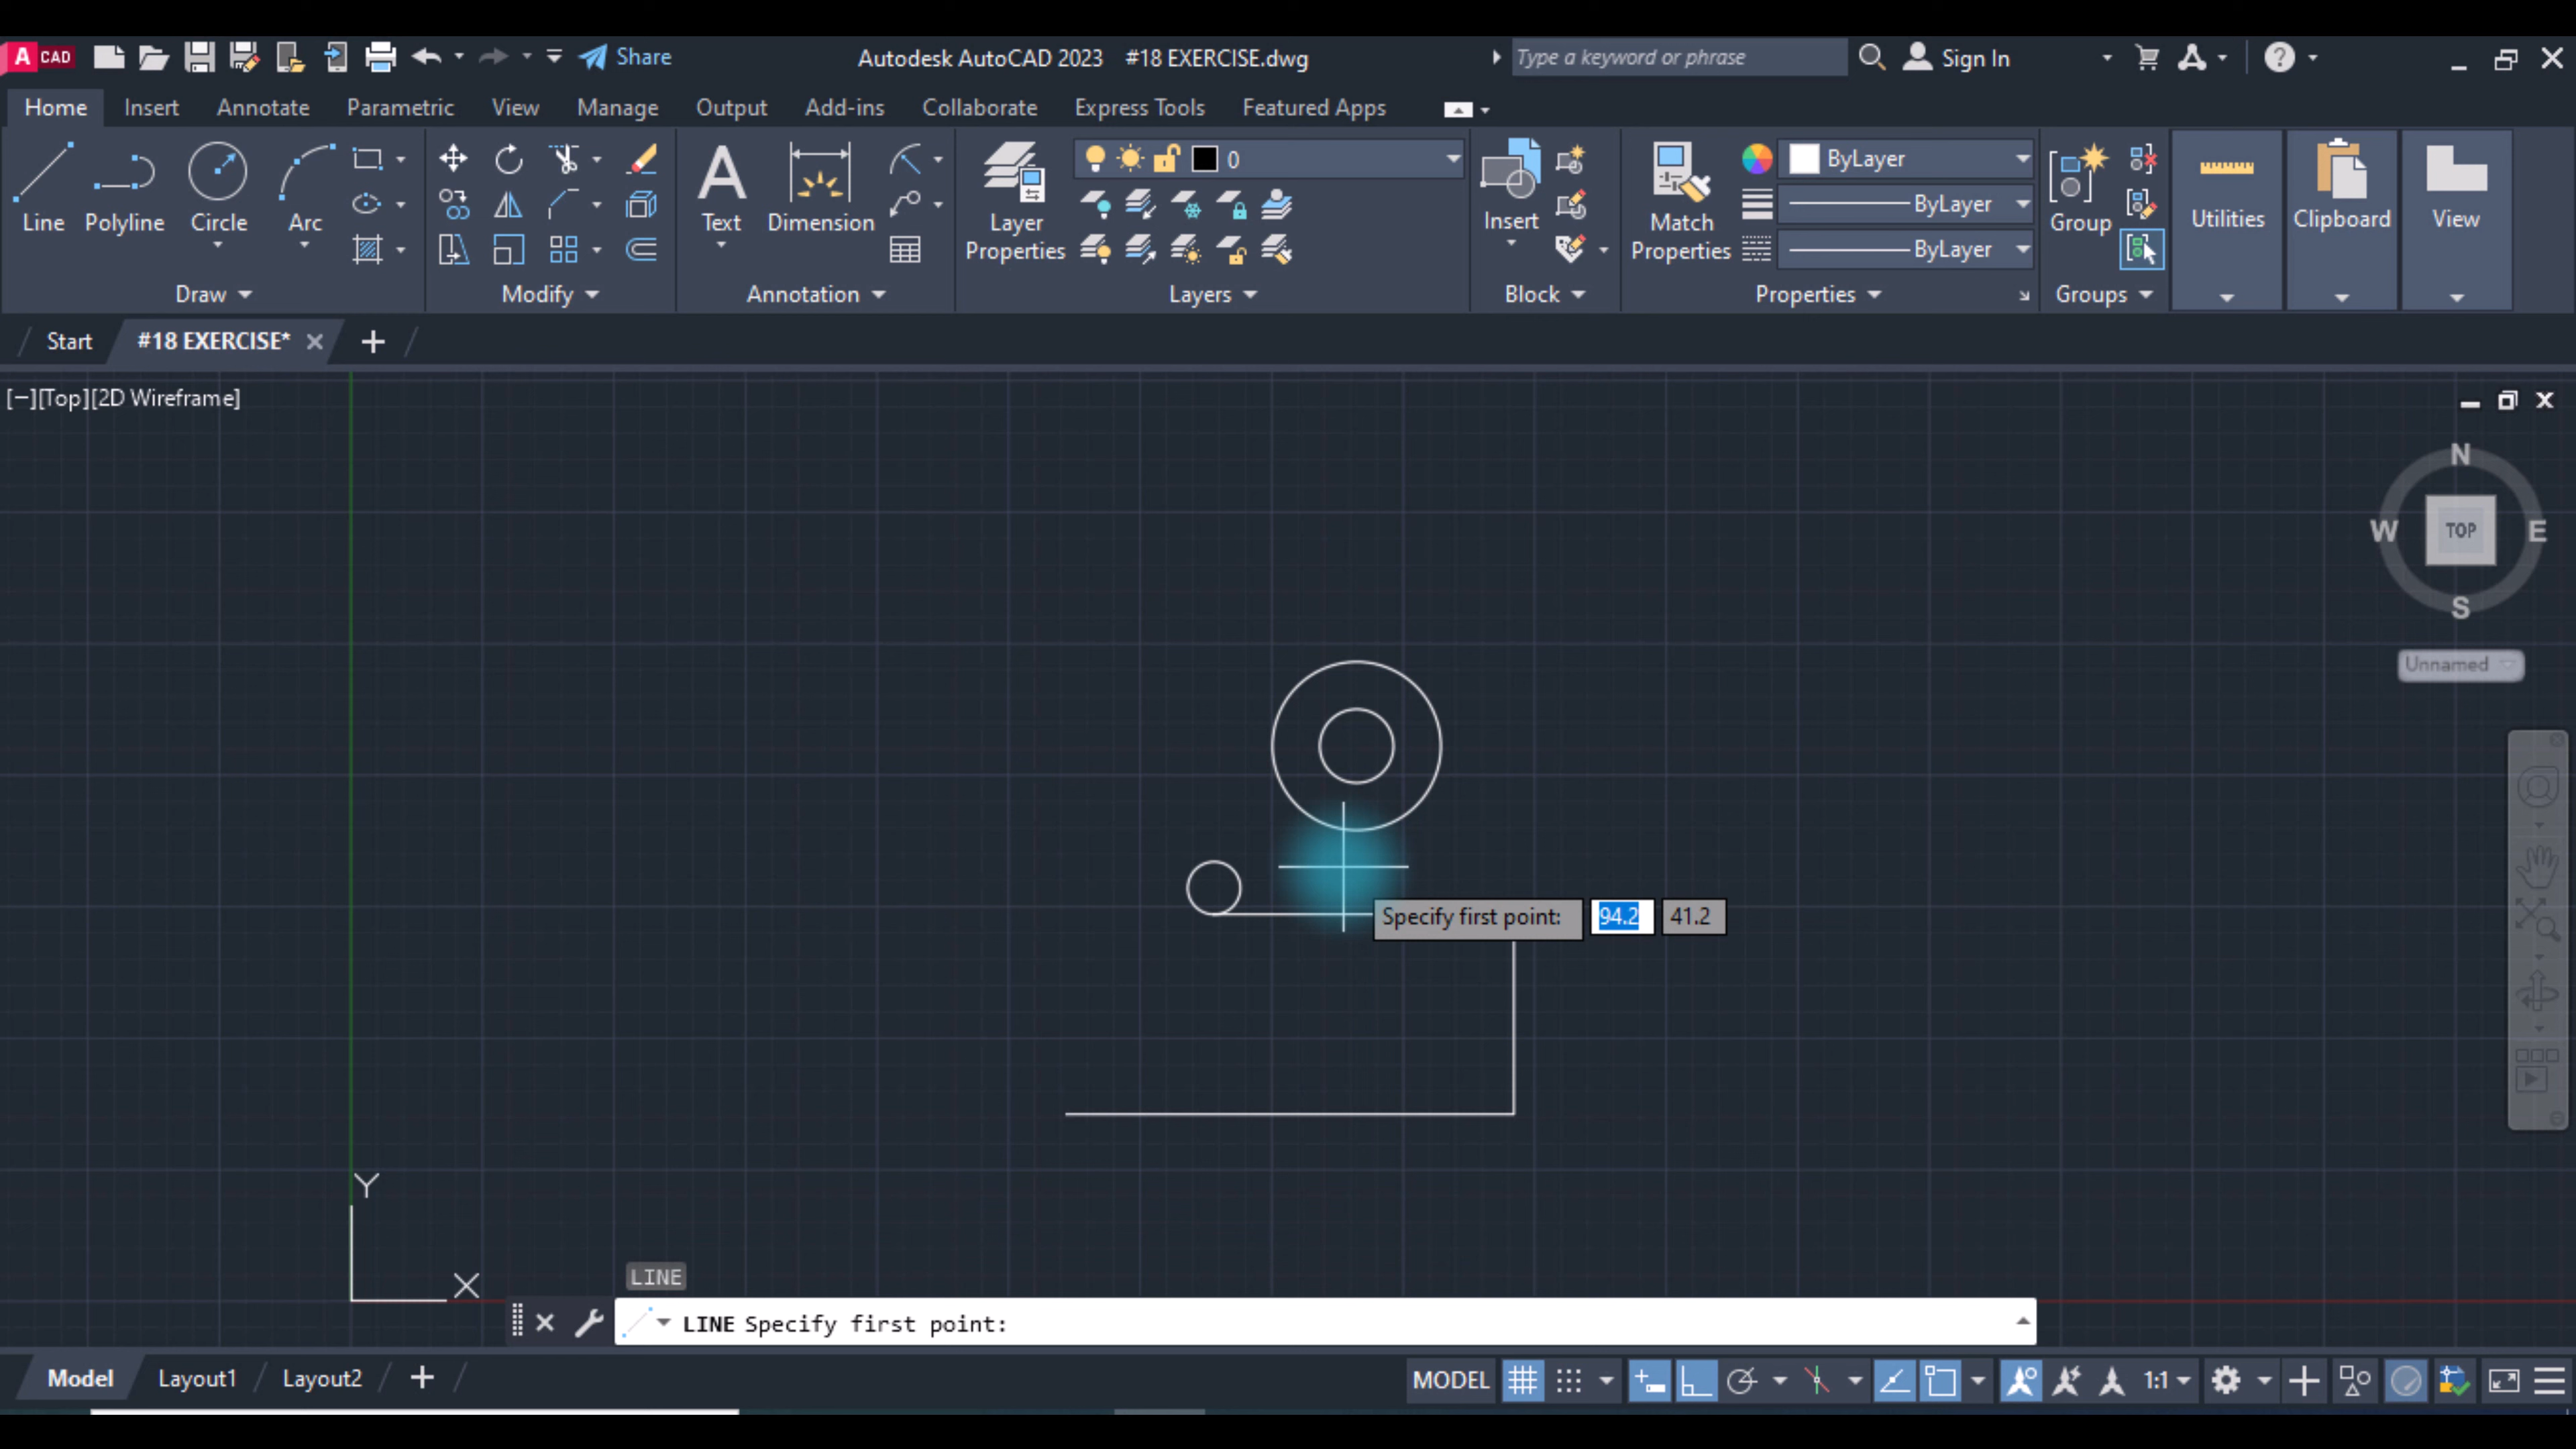 A CAD Share Autodesk AutoCAD 2023 #18 EXERCISE.dwg Type a keyword or phrase Sign In
Home Insert Annotate Parametric View Manage Output Add-ins Collaborate Express Tools Featured Apps
0 ByLayer
Line Polyline Circle Arc Text Dimension Layer Properties Insert Match Properties ByLayer Group Utilities Clipboard View
ByLayer
Draw Modify Annotation Layers Block Properties Groups
Start #18 EXERCISE*
[−][Top][2D Wireframe]
N
W TOP E
S
Unnamed
Specify first point: 94.2 41.2
Y
X
LINE
LINE Specify first point:
Model Layout1 Layout2 MODEL 1:1